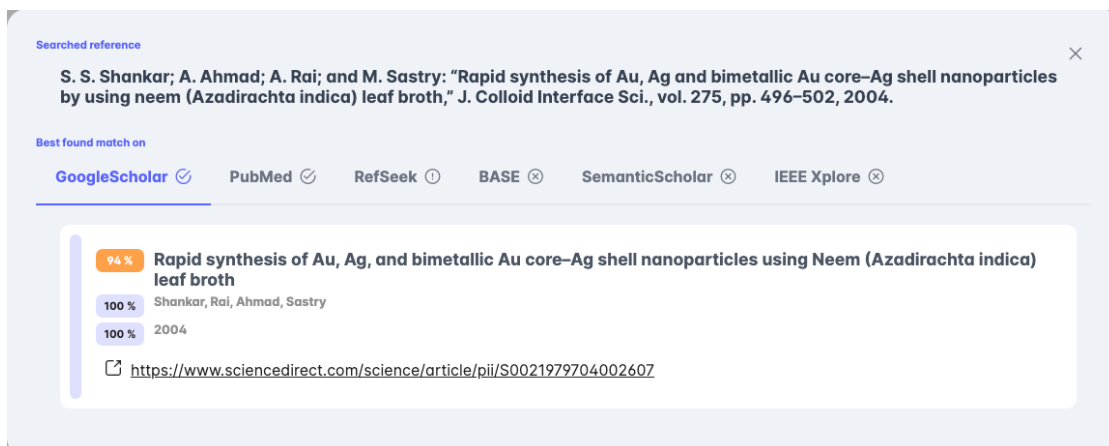 Searched reference
S. S. Shankar; A. Ahmad; A. Rai; and M. Sastry: “Rapid synthesis of Au, Ag and bimetallic Au core–Ag shell nanoparticles
by using neem (Azadirachta indica) leaf broth,” J. Colloid Interface Sci., vol. 275, pp. 496–502, 2004.
Best found match on
GoogleScholar PubMed RefSeek BASE SemanticScholar IEEE Xplore
94 % Rapid synthesis of Au, Ag, and bimetallic Au core–Ag shell nanoparticles using Neem (Azadirachta indica)
leaf broth
100 % Shankar, Rai, Ahmad, Sastry
100 % 2004
https://www.sciencedirect.com/science/article/pii/S0021979704002607